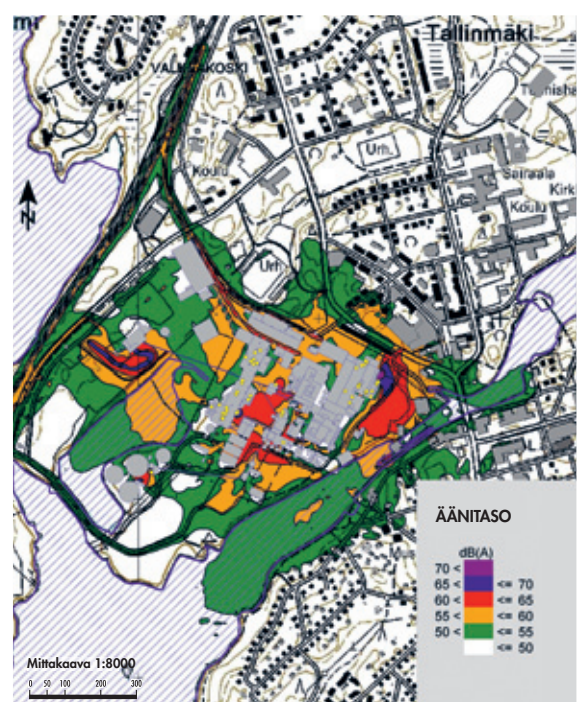 mi
Tallinmäki
Urh.
Koulu
Sairaala
Kirk
Koulu
Urh
ÄÄNITASO
dB(A)
70 <
65 < <= 70
60 < <= 65
55 < <= 60
50 < <= 55
<= 50
Mittakaava 1:8000
0 50 100 200 300